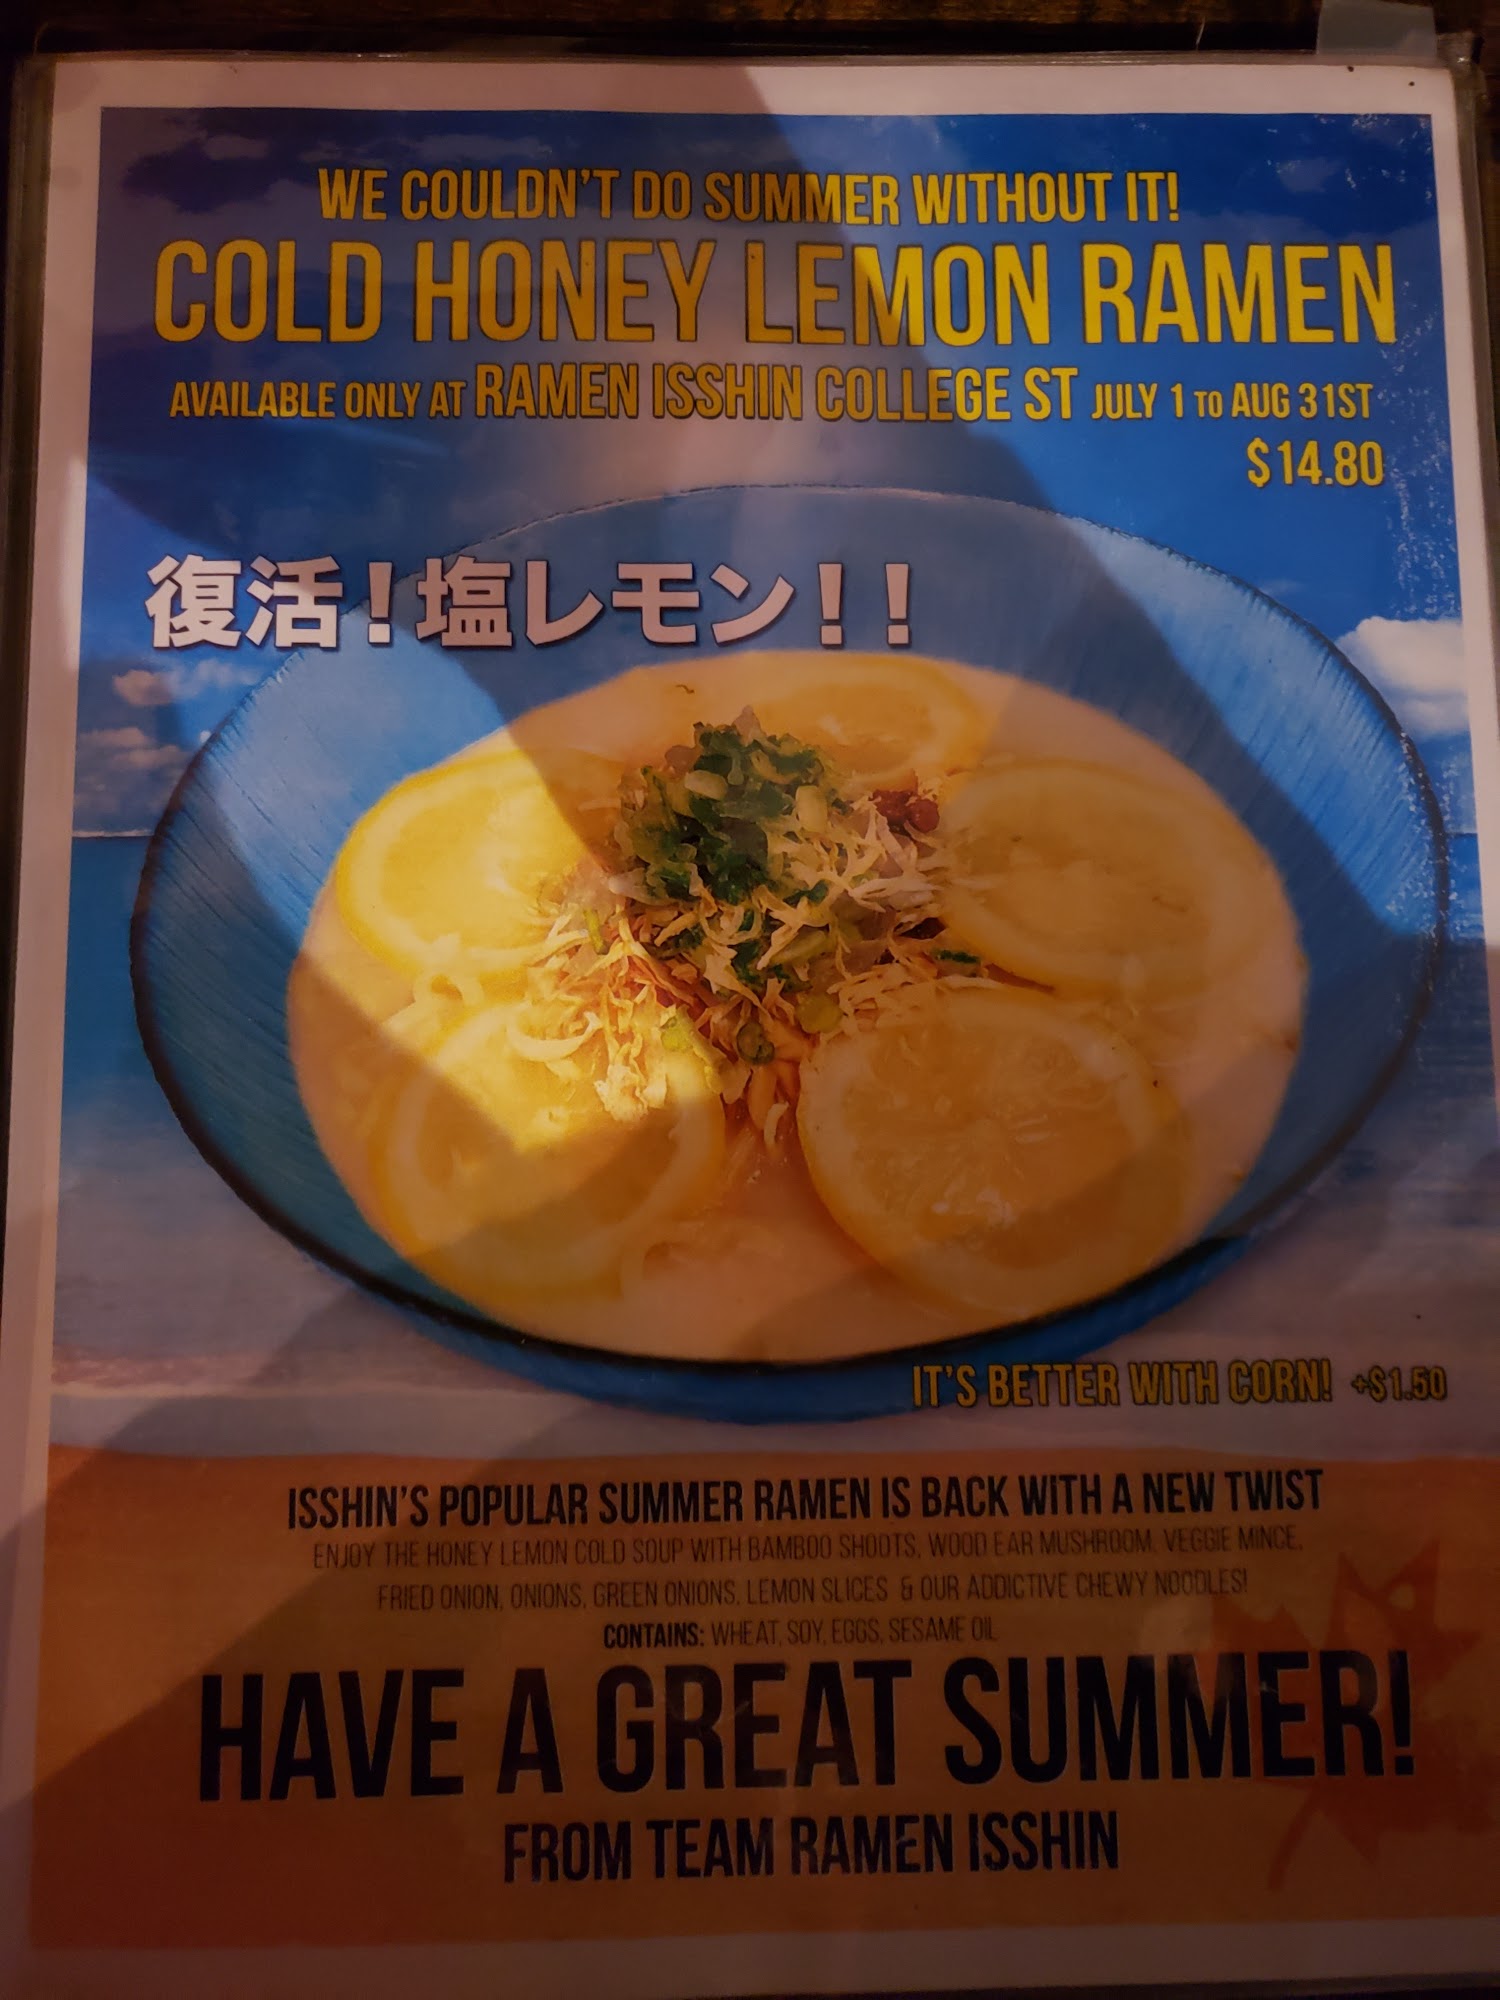 WE COULDN'T DO SUMMER WITHOUT IT!
COLD HONEY LEMON RAMEN
AVAILABLE ONLY AT RAMEN ISSHIN COLLEGE ST JULY 1 TO AUG 31ST
$14.80
復活！塩レモン！！
IT'S BETTER WITH CORN! +$1.50
ISSHIN'S POPULAR SUMMER RAMEN IS BACK WITH A NEW TWIST
ENJOY THE HONEY LEMON COLD SOUP WITH BAMBOO SHOOTS, WOOD EAR MUSHROOM, VEGGIE MINCE,
FRIED ONION, ONIONS, GREEN ONIONS, LEMON SLICES & OUR ADDICTIVE CHEWY NOODLES!
CONTAINS: WHEAT, SOY, EGGS, SESAME OIL
HAVE A GREAT SUMMER!
FROM TEAM RAMEN ISSHIN